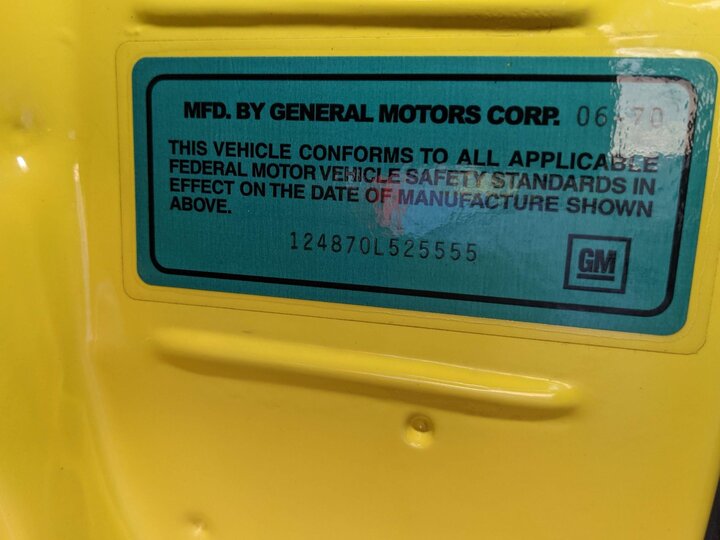 MFD. BY GENERAL MOTORS CORP. 06-70
THIS VEHICLE CONFORMS TO ALL APPLICABLE
FEDERAL MOTOR VEHICLE SAFETY STANDARDS IN
EFFECT ON THE DATE OF MANUFACTURE SHOWN
ABOVE.
124870L525555
GM